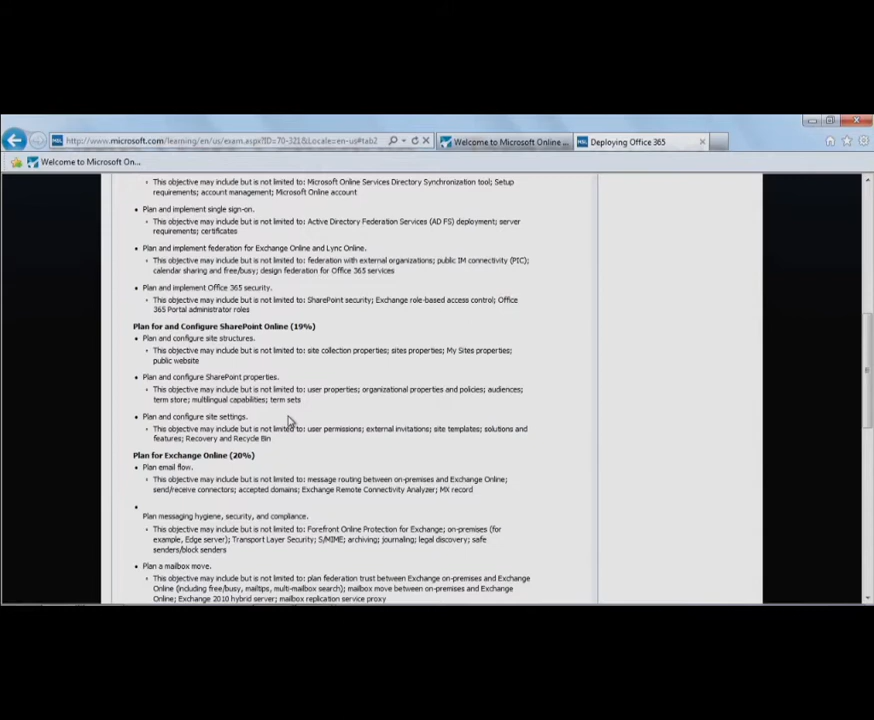 http://www.microsoft.com/learning/en/us/exam.aspx?ID=70-321&Locale=en-us#tab2
Welcome to Microsoft Online ...
Deploying Office 365
Welcome to Microsoft On...
This objective may include but is not limited to: Microsoft Online Services Directory Synchronization tool; Setup
requirements; account management; Microsoft Online account
Plan and implement single sign-on.
This objective may include but is not limited to: Active Directory Federation Services (AD FS) deployment; server
requirements; certificates
Plan and implement federation for Exchange Online and Lync Online.
This objective may include but is not limited to: federation with external organizations; public IM connectivity (PIC);
calendar sharing and free/busy; design federation for Office 365 services
Plan and implement Office 365 security.
This objective may include but is not limited to: SharePoint security; Exchange role-based access control; Office
365 Portal administrator roles
Plan for and Configure SharePoint Online (19%)
Plan and configure site structures.
This objective may include but is not limited to: site collection properties; sites properties; My Sites properties;
public website
Plan and configure SharePoint properties.
This objective may include but is not limited to: user properties; organizational properties and policies; audiences;
term store; multilingual capabilities; term sets
Plan and configure site settings.
This objective may include but is not limited to: user permissions; external invitations; site templates; solutions and
features; Recovery and Recycle Bin
Plan for Exchange Online (20%)
Plan email flow.
This objective may include but is not limited to: message routing between on-premises and Exchange Online;
send/receive connectors; accepted domains; Exchange Remote Connectivity Analyzer; MX record
Plan messaging hygiene, security, and compliance.
This objective may include but is not limited to: Forefront Online Protection for Exchange; on-premises (for
example, Edge server); Transport Layer Security; S/MIME; archiving; journaling; legal discovery; safe
senders/block senders
Plan a mailbox move.
This objective may include but is not limited to: plan federation trust between Exchange on-premises and Exchange
Online (including free/busy, mailtips, multi-mailbox search); mailbox move between on-premises and Exchange
Online; Exchange 2010 hybrid server; mailbox replication service proxy